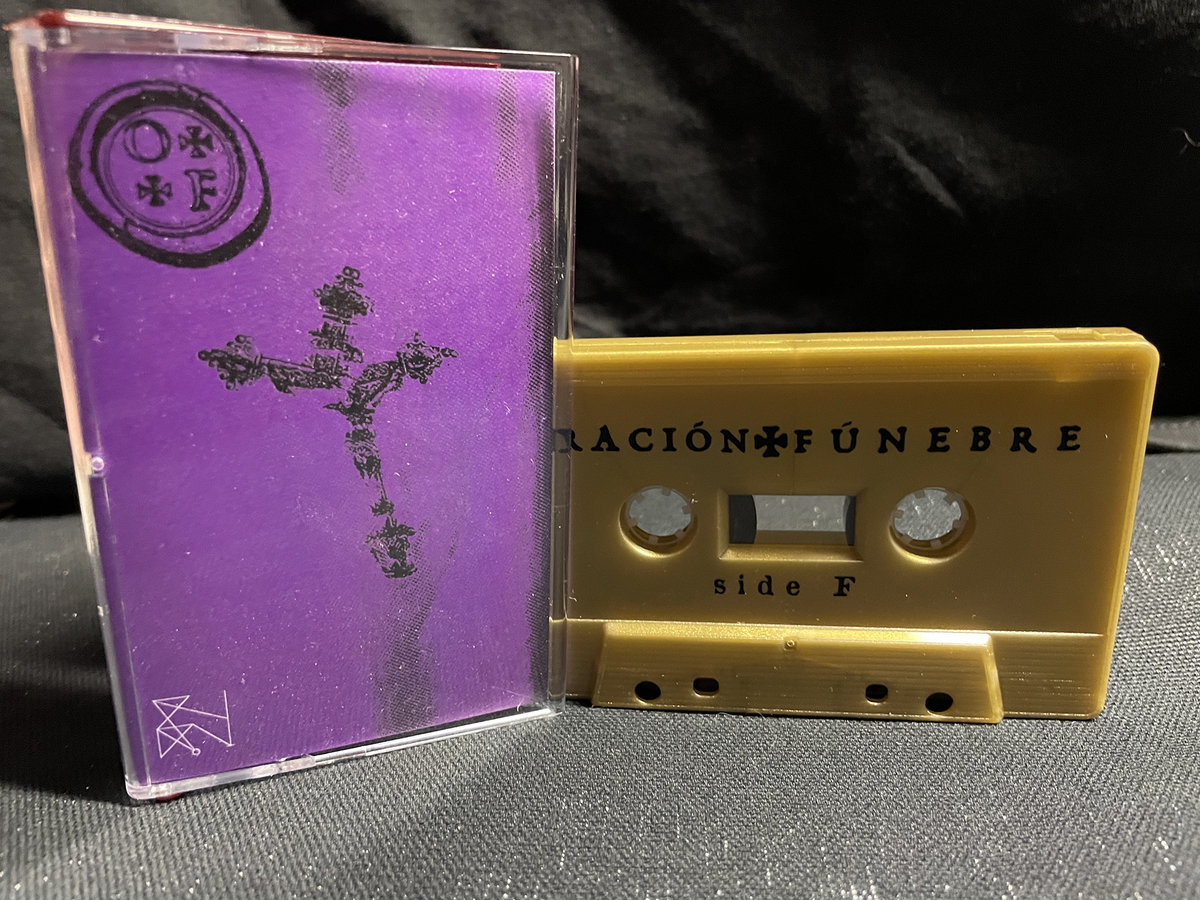 O✠
✠F
RACIÓN✠FÚNEBRE
side F